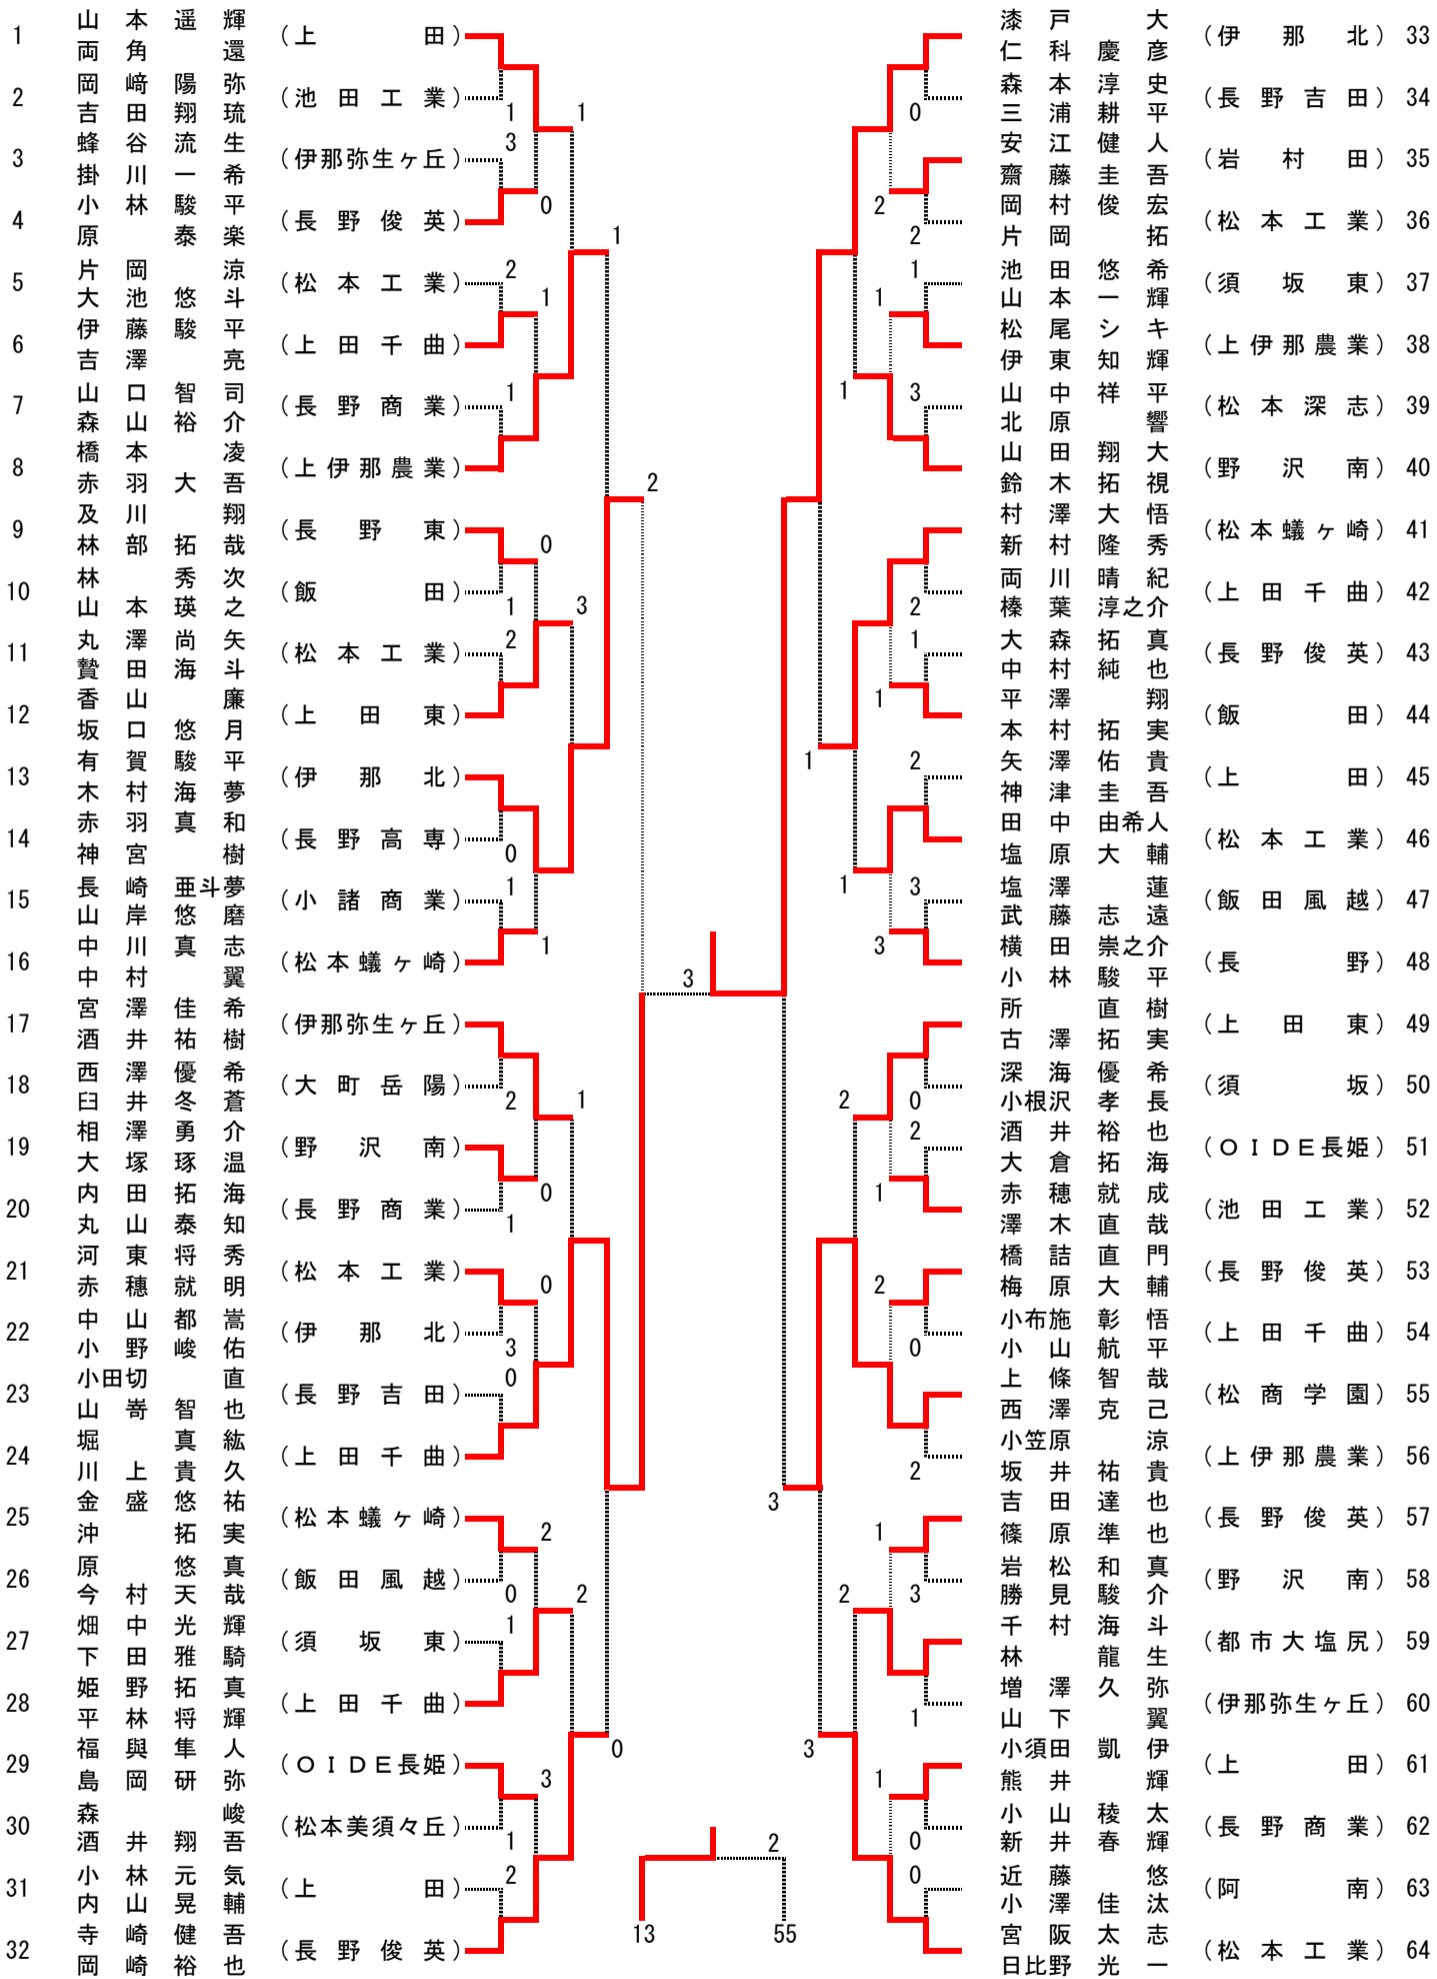 1 山本遥輝 (上田)
両角還
2 岡﨑陽弥 (池田工業)
吉田翔琉
3 蜂谷流生 (伊那弥生ヶ丘)
掛川一希
4 小林駿平 (長野俊英)
原泰楽
5 片岡涼 (松本工業)
大池悠斗
6 伊藤駿平 (上田千曲)
吉澤亮
7 山口智司 (長野商業)
森山裕介
8 橋本凌 (上伊那農業)
赤羽大吾
9 及川翔 (長野東)
林部拓哉
10 林秀次 (飯田)
山本瑛之
11 丸澤尚矢 (松本工業)
贄田海斗
12 香山廉 (上田東)
坂口悠月
13 有賀駿平 (伊那北)
木村海夢
14 赤羽真和 (長野高専)
神宮樹
15 長崎亜斗夢 (小諸商業)
山岸悠磨
16 中川真志 (松本蟻ヶ崎)
中村翼
17 宮澤佳希 (伊那弥生ヶ丘)
酒井祐樹
18 西澤優希 (大町岳陽)
臼井冬蒼
19 相澤勇介 (野沢南)
大塚琢温
20 内田拓海 (長野商業)
丸山泰知
21 河東将秀 (松本工業)
赤穂就明
22 中山都嵩 (伊那北)
小野峻佑
23 小田切直 (長野吉田)
山嵜智也
24 堀真紘 (上田千曲)
川上貴久
25 金盛悠祐 (松本蟻ヶ崎)
沖拓実
26 原悠真 (飯田風越)
今村天哉
27 畑中光輝 (須坂東)
下田雅騎
28 姫野拓真 (上田千曲)
平林将輝
29 福與隼人 (OIDE長姫)
島岡研弥
30 森峻 (松本美須々丘)
酒井翔吾
31 小林元気 (上田)
内山晃輔
32 寺崎健吾 (長野俊英)
岡崎裕也
漆戸大 (伊那北) 33
仁科慶彦
森本淳史 (長野吉田) 34
三浦耕平
安江健人 (岩村田) 35
齋藤圭吾
岡村俊宏 (松本工業) 36
片岡拓
池田悠希 (須坂東) 37
山本一輝
松尾シキ (上伊那農業) 38
伊東知輝
山中祥平 (松本深志) 39
北原響
山田翔大 (野沢南) 40
鈴木拓視
村澤大悟 (松本蟻ヶ崎) 41
新村隆秀
両川晴紀 (上田千曲) 42
榛葉淳之介
大森拓真 (長野俊英) 43
中村純也
平澤翔 (飯田) 44
本村拓実
矢澤佑貴 (上田) 45
神津圭吾
田中由希人 (松本工業) 46
塩原大輔
塩澤蓮 (飯田風越) 47
武藤志遠
横田崇之介 (長野) 48
小林駿平
所直樹 (上田東) 49
古澤拓実
深海優希 (須坂) 50
小根沢孝長
酒井裕也 (OIDE長姫) 51
大倉拓海
赤穂就成 (池田工業) 52
澤木直哉
橋詰直門 (長野俊英) 53
梅原大輔
小布施彰悟 (上田千曲) 54
小山航平
上條智哉 (松商学園) 55
西澤克己
小笠原涼 (上伊那農業) 56
坂井祐貴
吉田達也 (長野俊英) 57
篠原準也
岩松和真 (野沢南) 58
勝見駿介
千村海斗 (都市大塩尻) 59
林龍生
増澤久弥 (伊那弥生ヶ丘) 60
山下翼
小須田凱伊 (上田) 61
熊井輝
小山稜太 (長野商業) 62
新井春輝
近藤悠 (阿南) 63
小澤佳汰
宮阪太志 (松本工業) 64
日比野光一
1
3
2
1
1
2
1
0
2
1
0
3
0
1
1
2
0
1
0
1
0
3
1
0
0
2
3
1
1
3
1
2
2
1
2
0
3
0
2
1
3
2
1
2
3
0
2
0
2
3
1
0
0
2
1
1
3
1
2
2
1
1
1
1
2
2
1
3
3
3
2
13
55